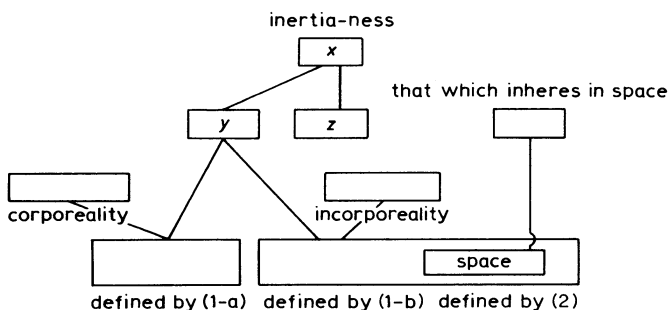 inertia-ness
x
that which inheres in space
y
z
corporeality
incorporeality
space
defined by (1-a)
defined by (1-b)
defined by (2)